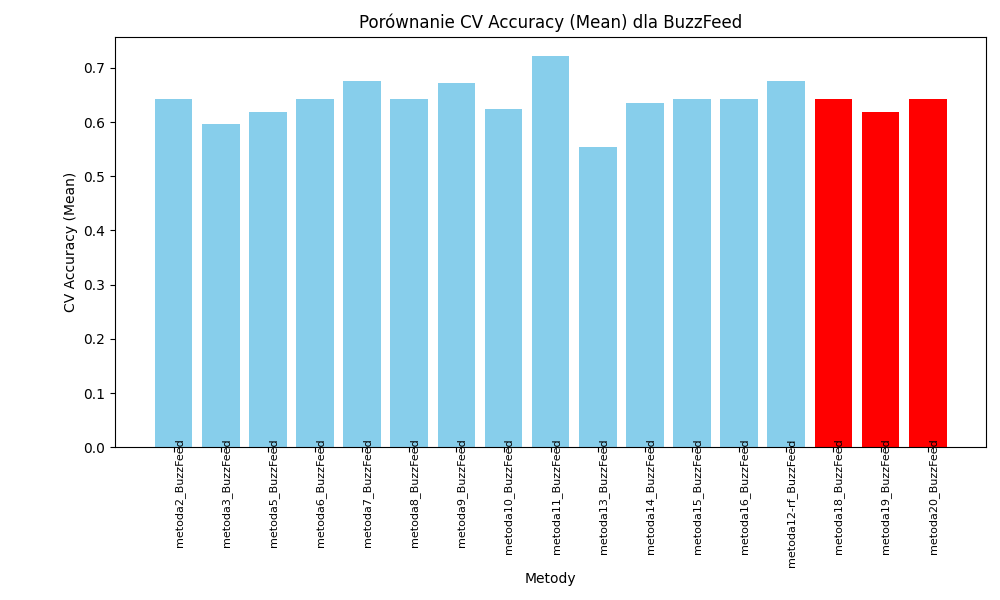 Porównanie CV Accuracy (Mean) dla BuzzFeed
CV Accuracy (Mean)
0.7
0.6
0.5
0.4
0.3
0.2
0.1
0.0
metoda2_BuzzFeed
metoda3_BuzzFeed
metoda5_BuzzFeed
metoda6_BuzzFeed
metoda7_BuzzFeed
metoda8_BuzzFeed
metoda9_BuzzFeed
metoda10_BuzzFeed
metoda11_BuzzFeed
metoda13_BuzzFeed
metoda14_BuzzFeed
metoda15_BuzzFeed
metoda16_BuzzFeed
metoda12-rf_BuzzFeed
metoda18_BuzzFeed
metoda19_BuzzFeed
metoda20_BuzzFeed
Metody